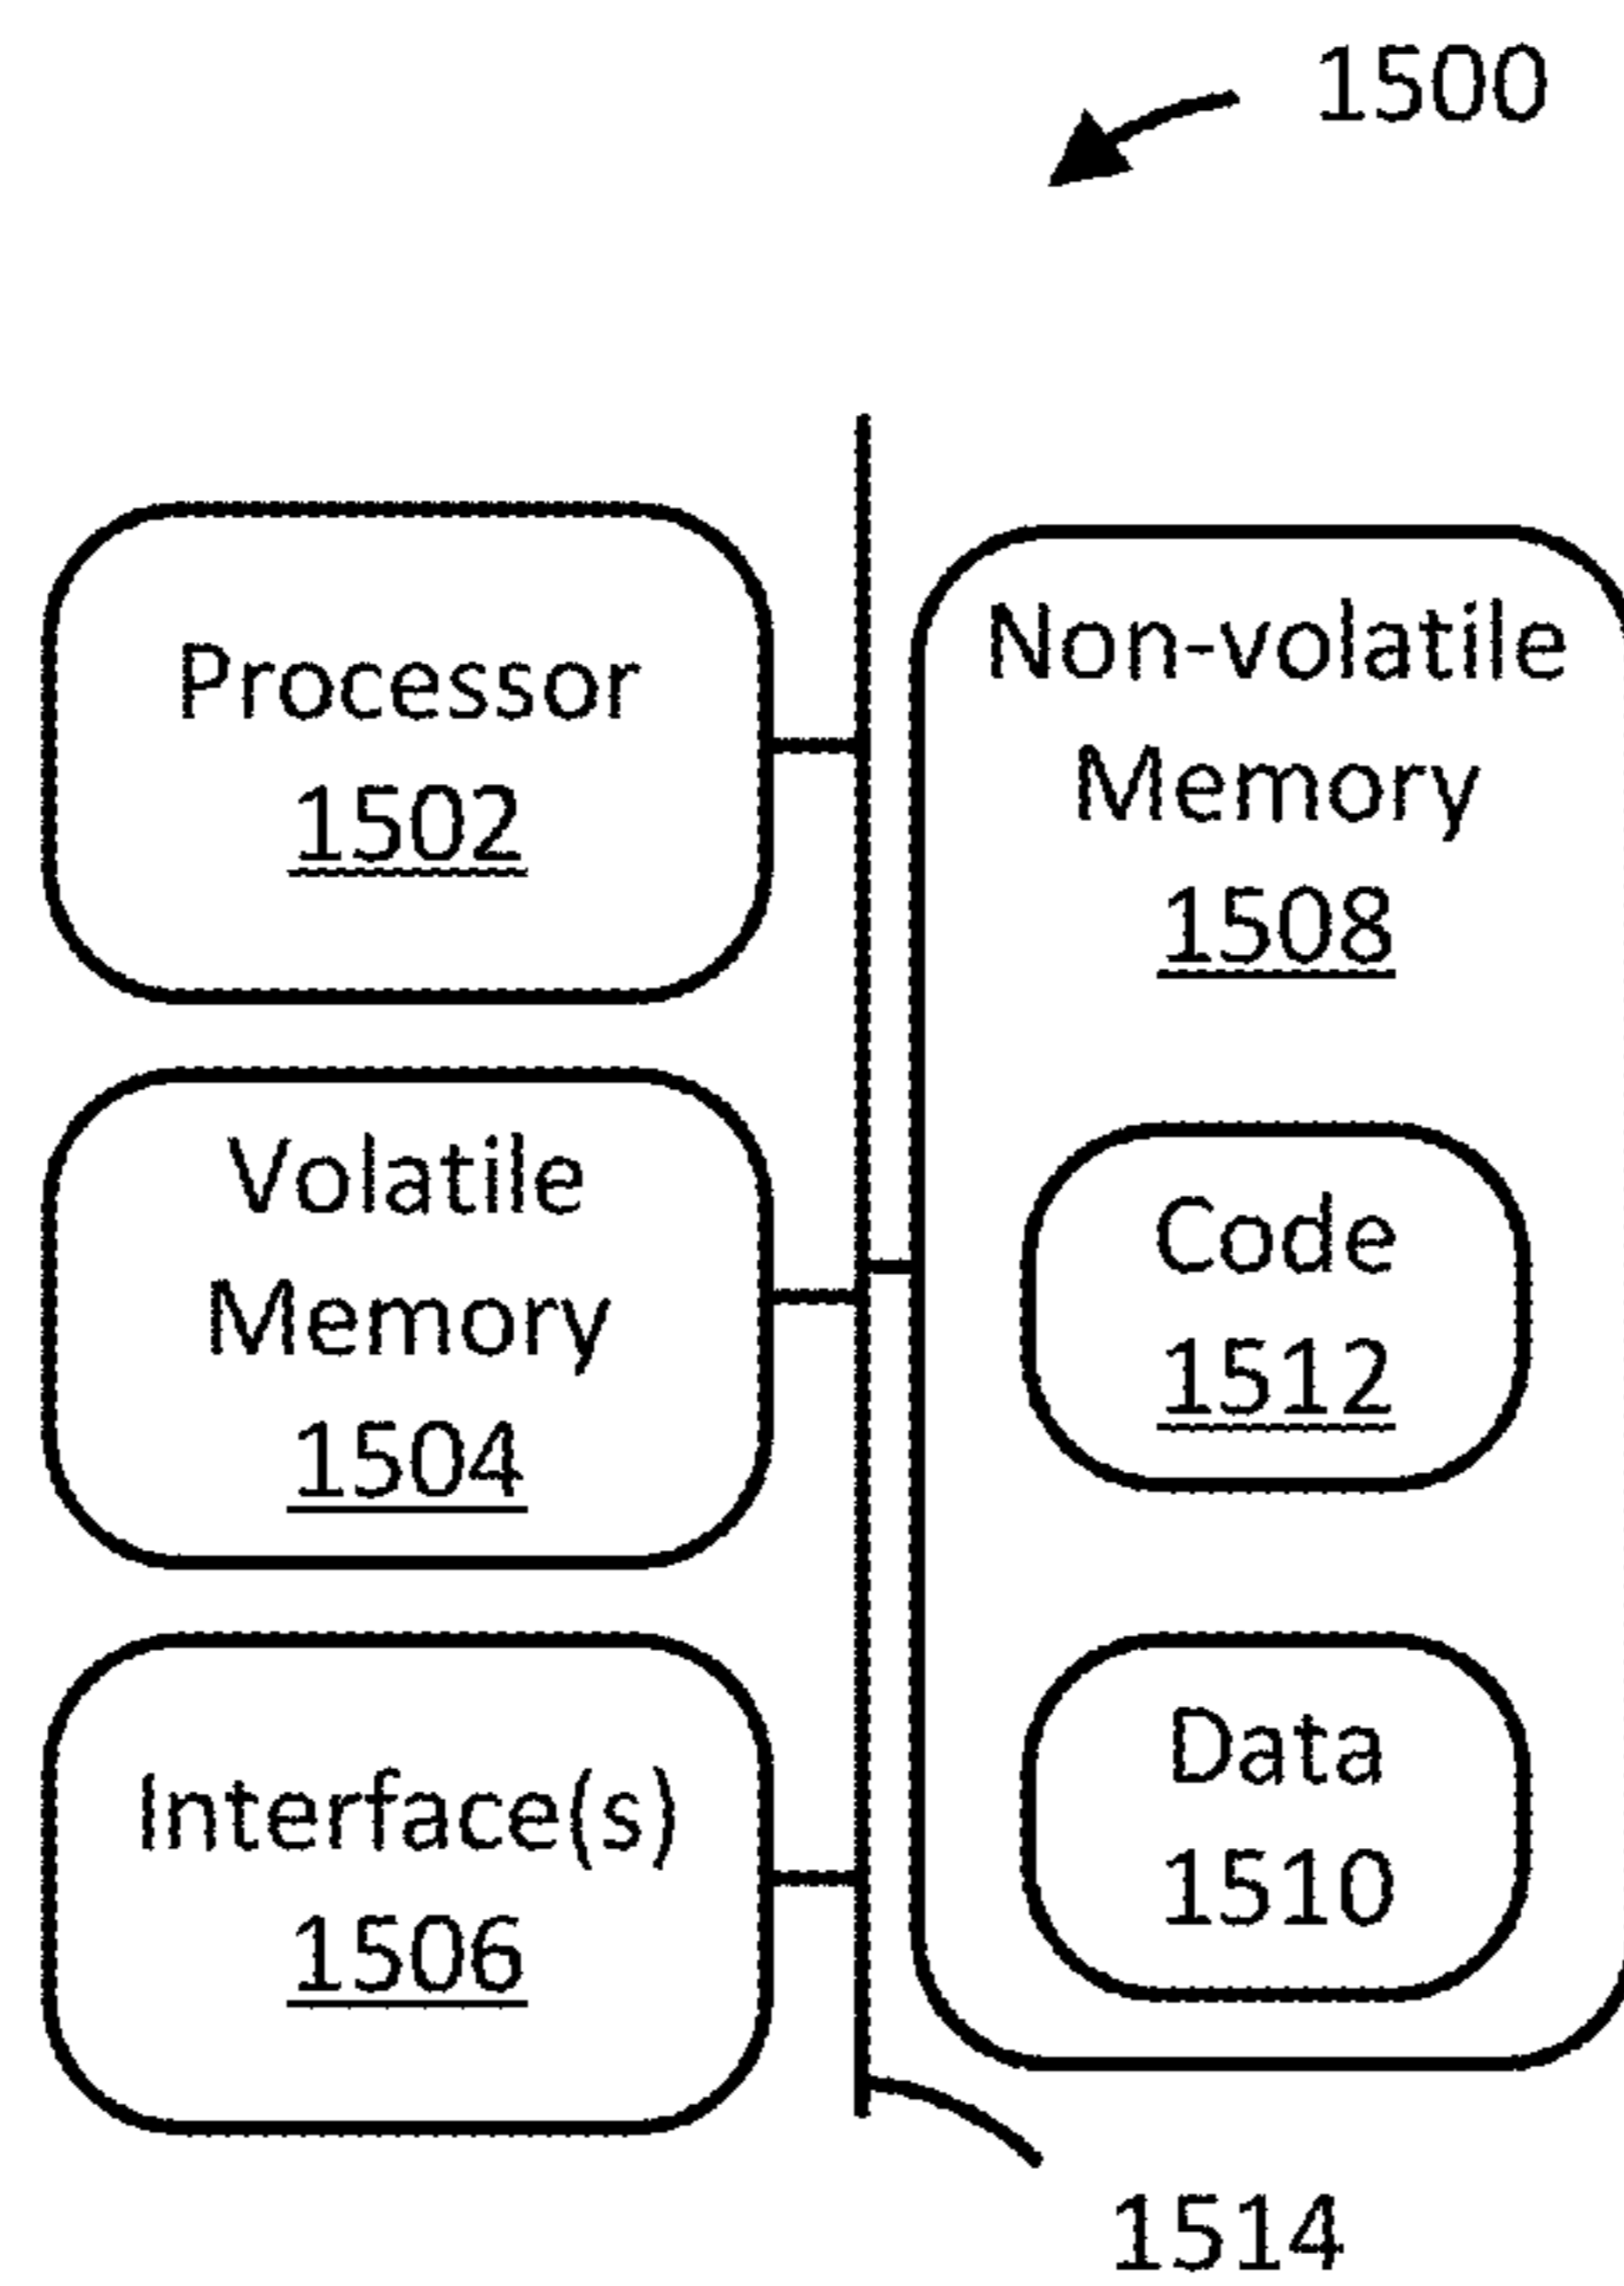 1500
Processor
1502
Volatile
Memory
1504
Interface(s)
1506
Non-volatile
Memory
1508
Code
1512
Data
1510
1514